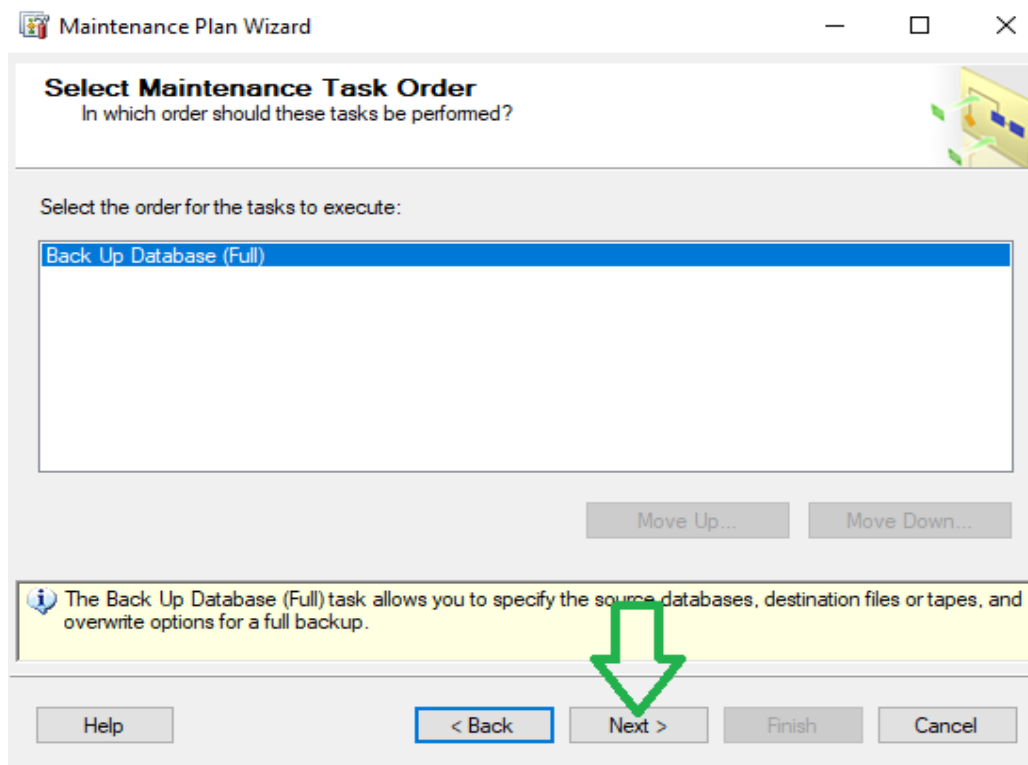 Maintenance Plan Wizard
Select Maintenance Task Order
In which order should these tasks be performed?
Select the order for the tasks to execute:
Back Up Database (Full)
Move Up... Move Down...
The Back Up Database (Full) task allows you to specify the source databases, destination files or tapes, and
overwrite options for a full backup.
Help < Back Next > Finish Cancel